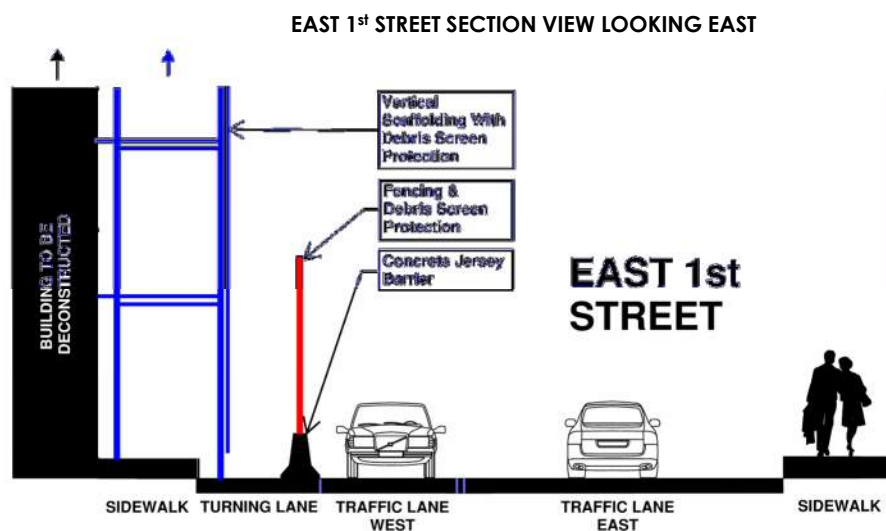 EAST 1st STREET SECTION VIEW LOOKING EAST
Vertical
Scaffolding With
Debris Screen
Protection
Fencing &
Debris Screen
Protection
Concrete Jersey
Barrier
BUILDING TO BE
DECONSTRUCTED
EAST 1st
STREET
SIDEWALK
TURNING LANE
TRAFFIC LANE
WEST
TRAFFIC LANE
EAST
SIDEWALK